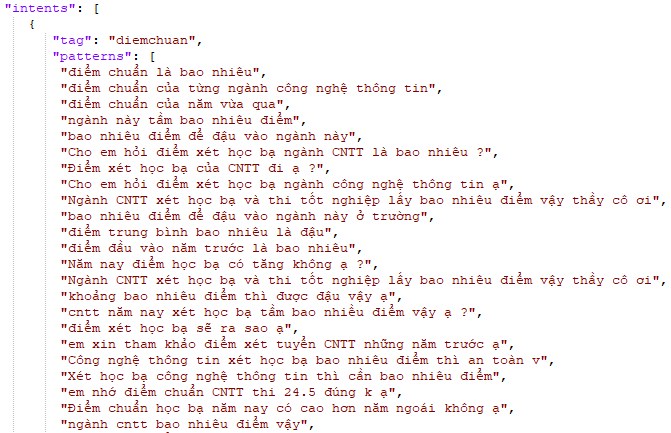 "intents": [
{
"tag": "diemchuan",
"patterns": [
"điểm chuẩn là bao nhiêu",
"điểm chuẩn của từng ngành công nghệ thông tin",
"điểm chuẩn của năm vừa qua",
"ngành này tầm bao nhiêu điểm",
"bao nhiêu điểm để đậu vào ngành này",
"Cho em hỏi điểm xét học bạ ngành CNTT là bao nhiêu ?",
"Điểm xét học bạ của CNTT đi ạ ?",
"Cho em hỏi điểm xét học bạ ngành công nghệ thông tin ạ",
"Ngành CNTT xét học bạ và thi tốt nghiệp lấy bao nhiêu điểm vậy thầy cô ơi",
"bao nhiêu điểm để đậu vào ngành này ở trường",
"điểm trung bình bao nhiêu là đậu",
"điểm đầu vào năm trước là bao nhiêu",
"Năm nay điểm học bạ có tăng không ạ ?",
"Ngành CNTT xét học bạ và thi tốt nghiệp lấy bao nhiêu điểm vậy thầy cô ơi",
"khoảng bao nhiêu điểm thì được đậu vậy ạ",
"cntt năm nay xét học bạ tầm bao nhiều điểm vậy ạ ?",
"điểm xét học bạ sẽ ra sao ạ",
"em xin tham khảo điểm xét tuyển CNTT những năm trước ạ",
"Công nghệ thông tin xét học bạ bao nhiêu điểm thì an toàn v",
"Xét học bạ công nghệ thông tin thì cần bao nhiêu điểm",
"em nhớ điểm chuẩn CNTT thi 24.5 đúng k ạ",
"Điểm chuẩn học bạ năm nay có cao hơn năm ngoái không ạ",
"ngành cntt bao nhiêu điểm vậy",